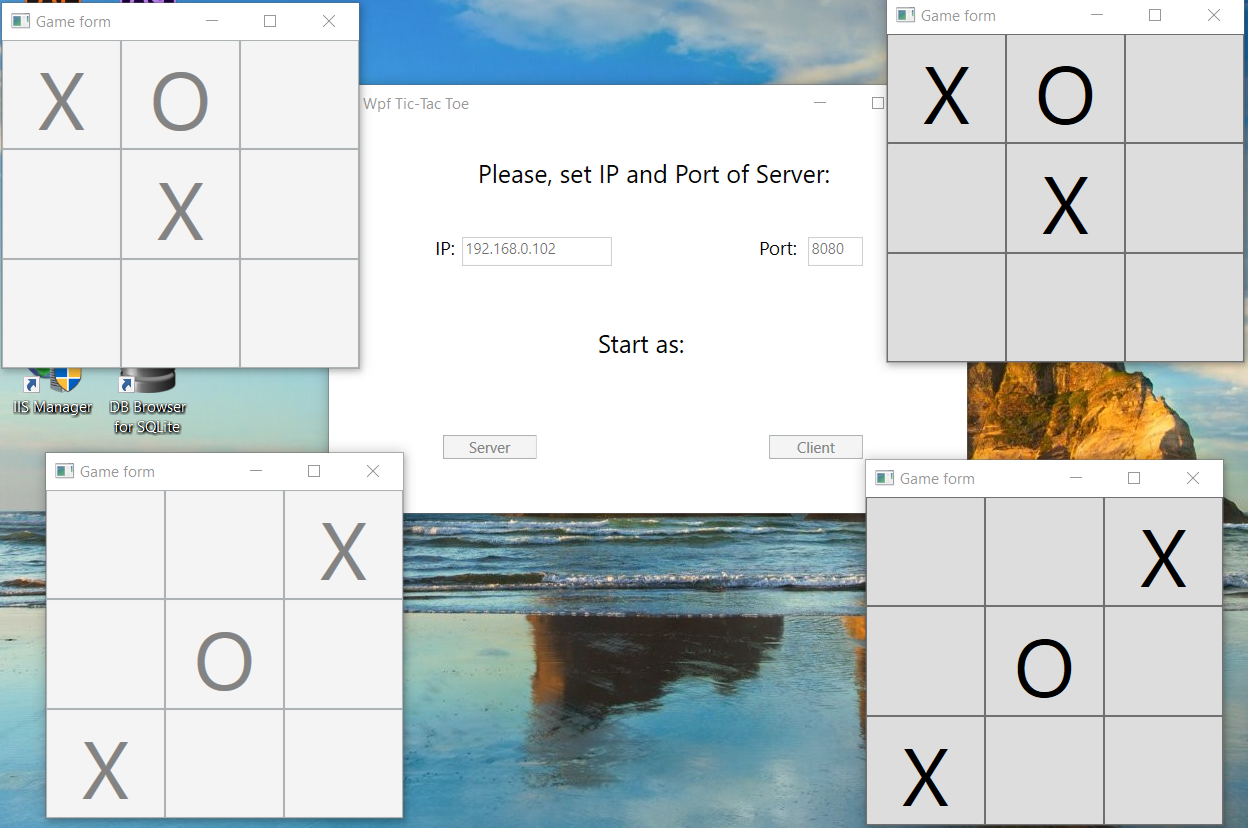 Game form
X O
X
Game form
X O
X
Wpf Tic-Tac Toe
Please, set IP and Port of Server:
IP: 192.168.0.102 Port: 8080
Start as:
Server Client
IIS Manager
DB Browser
for SQLite
Game form
X
O
X
Game form
X
O
X